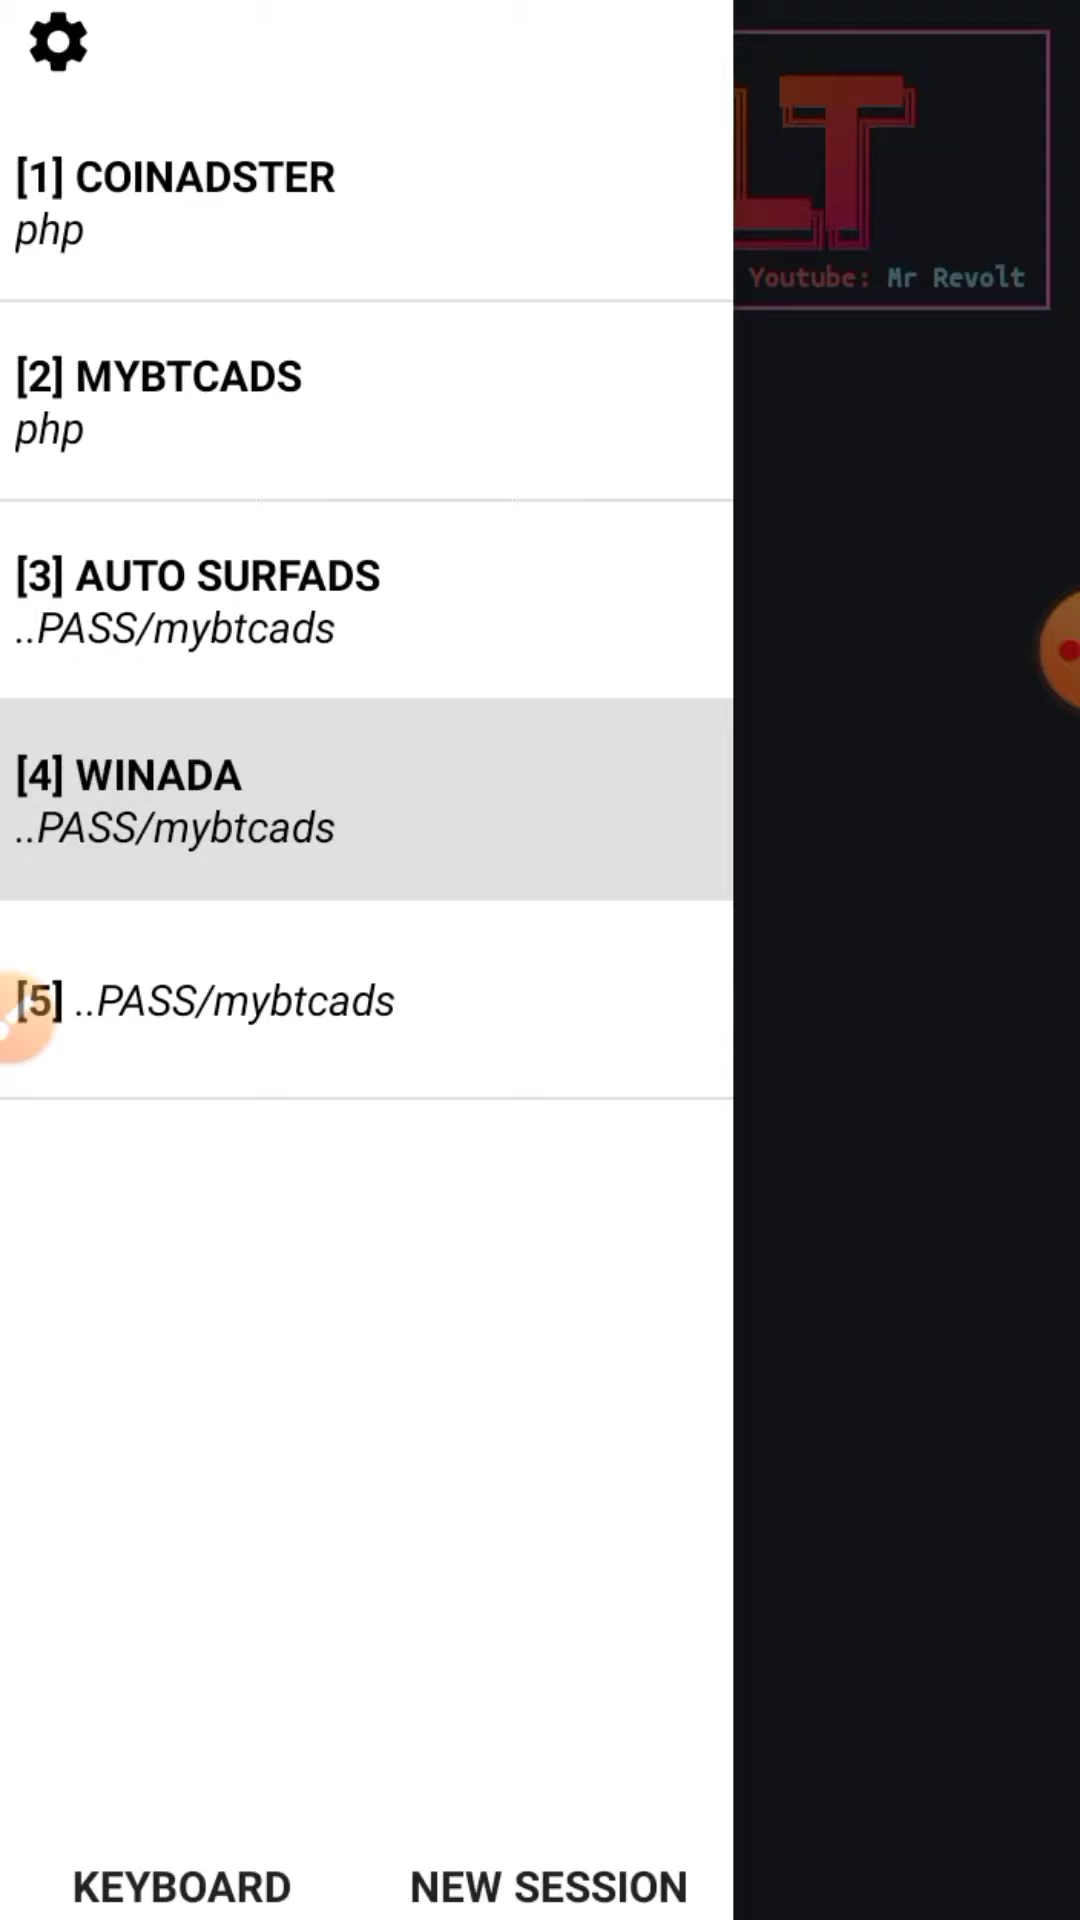 LT
[1] COINADSTER
php
Youtube: Mr Revolt
[2] MYBTCADS
php
[3] AUTO SURFADS
..PASS/mybtcads
[4] WINADA
..PASS/mybtcads
[5] ..PASS/mybtcads
KEYBOARD NEW SESSION